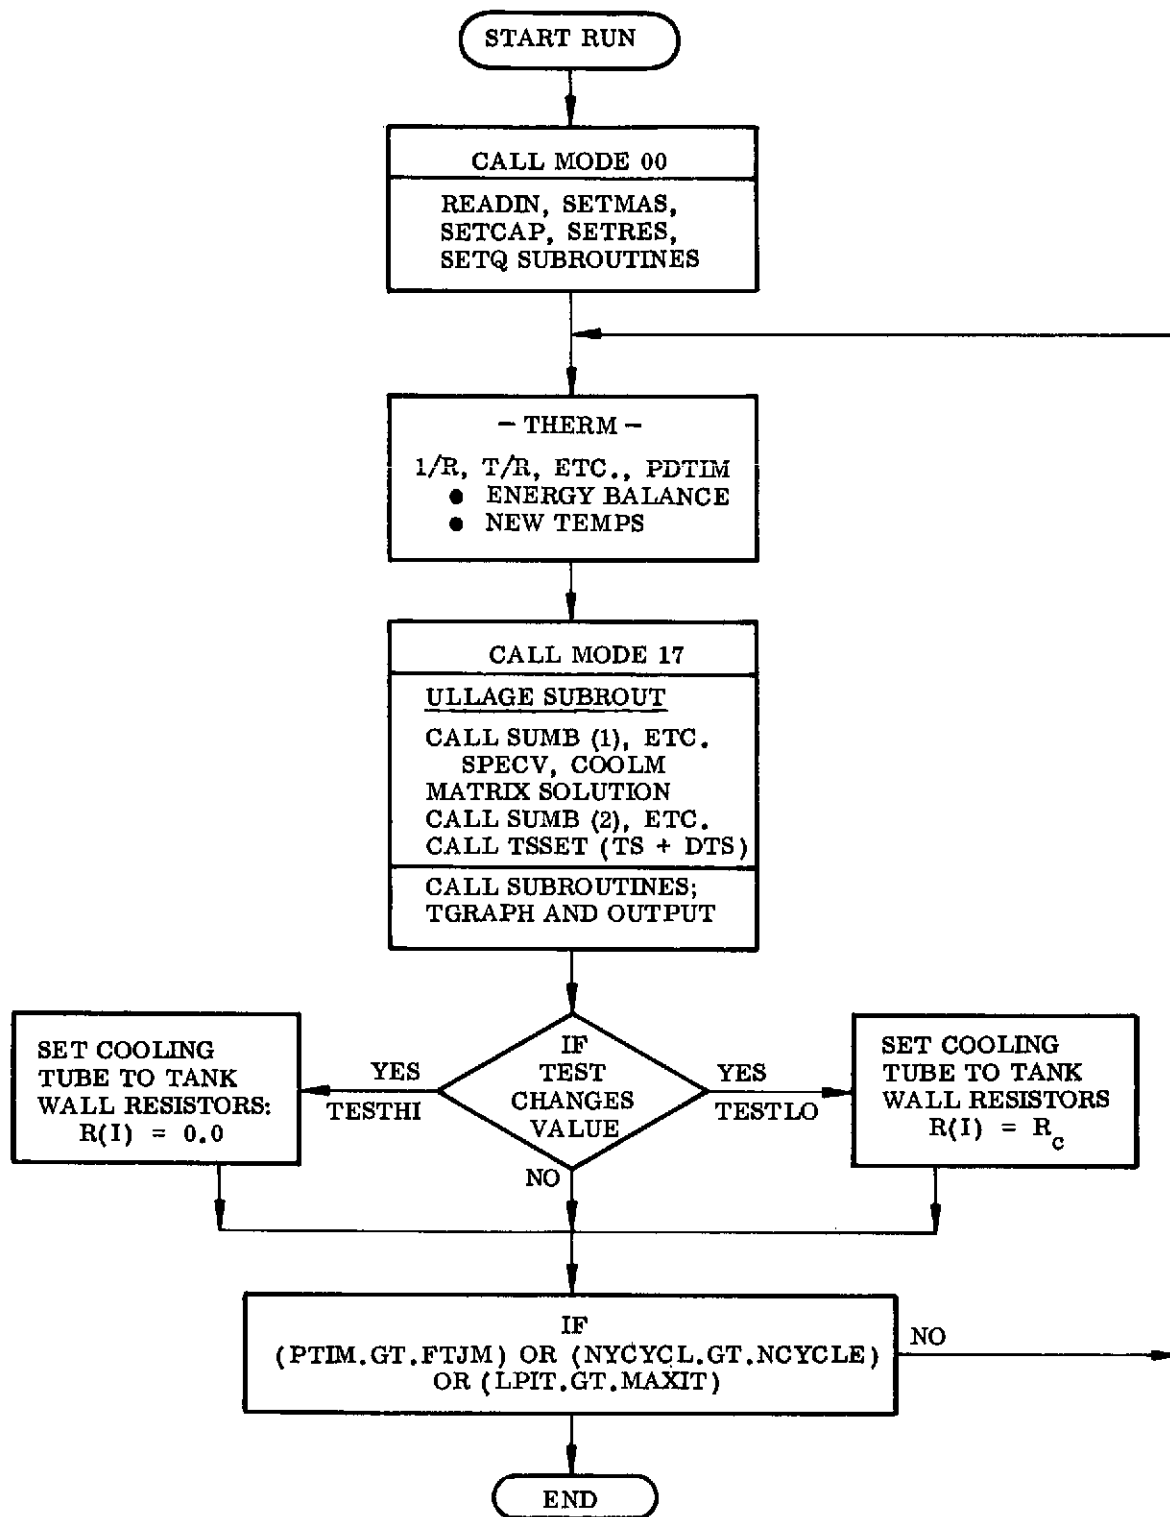 START RUN
CALL MODE 00
READIN, SETMAS,
SETCAP, SETRES,
SETQ SUBROUTINES
– THERM –
1/R, T/R, ETC., PDTIM
● ENERGY BALANCE
● NEW TEMPS
CALL MODE 17
ULLAGE SUBROUT
CALL SUMB (1), ETC.
SPECV, COOLM
MATRIX SOLUTION
CALL SUMB (2), ETC.
CALL TSSET (TS + DTS)
CALL SUBROUTINES;
TGRAPH AND OUTPUT
SET COOLING
TUBE TO TANK
WALL RESISTORS:
R(I) = 0.0
YES
TESTHI
IF
TEST
CHANGES
VALUE
YES
TESTLO
SET COOLING
TUBE TO TANK
WALL RESISTORS
R(I) = R_c
NO
IF
(PTIM.GT.FTJM) OR (NYCYCL.GT.NCYCLE)
OR (LPIT.GT.MAXIT)
NO
END